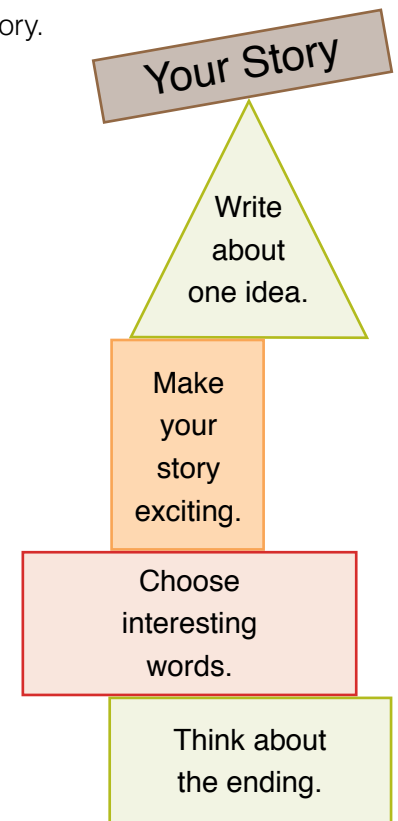 ory.
Your Story
Write
about
one idea.
Make
your
story
exciting.
Choose
interesting
words.
Think about
the ending.